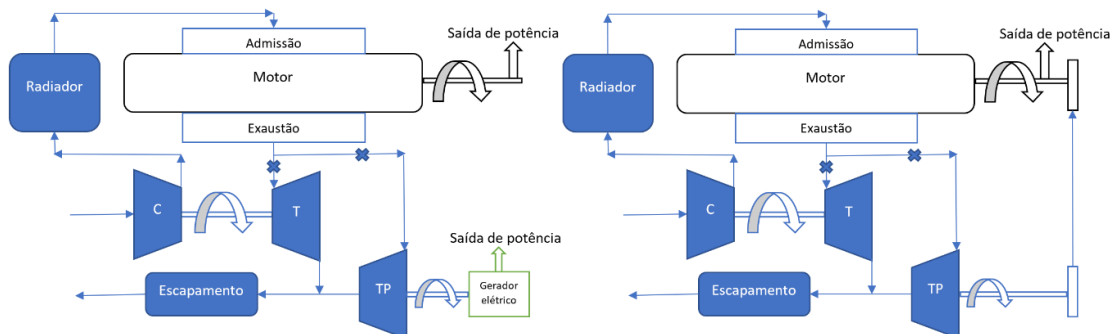 Saída de potência
Admissão
Radiador
Motor
Exaustão
C
T
Saída de potência
Escapamento
TP
Gerador
elétrico
Saída de potência
Admissão
Radiador
Motor
Exaustão
C
T
Escapamento
TP